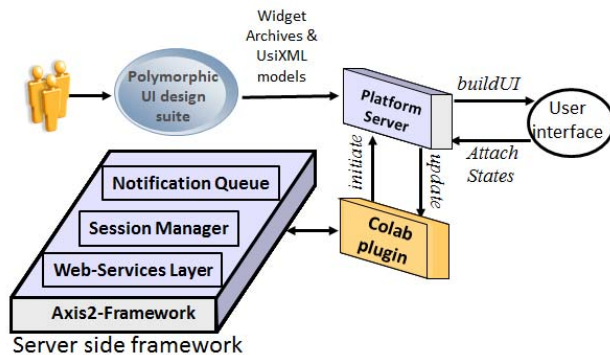 Widget
Archives &
UsiXML
models
Polymorphic
UI design
suite
Platform
Server
buildUI
User
interface
Attach
States
initiate
update
Notification Queue
Session Manager
Web-Services Layer
Axis2-Framework
Colab
plugin
Server side framework